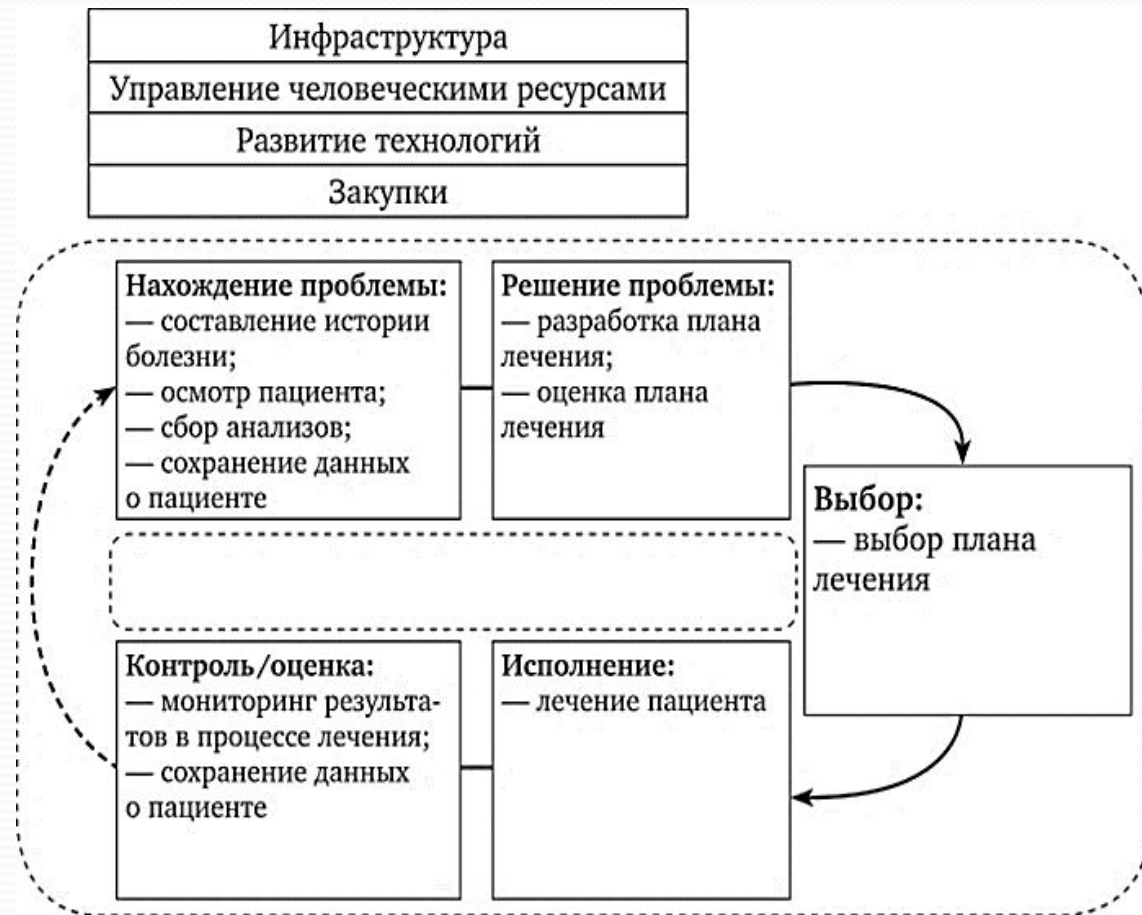 Инфраструктура
Управление человеческими ресурсами
Развитие технологий
Закупки
Нахождение проблемы:
— составление истории
болезни;
— осмотр пациента;
— сбор анализов;
— сохранение данных
о пациенте
Решение проблемы:
— разработка плана
лечения;
— оценка плана
лечения
Выбор:
— выбор плана
лечения
Контроль/оценка:
— мониторинг результа-
тов в процессе лечения;
— сохранение данных
о пациенте
Исполнение:
— лечение пациента